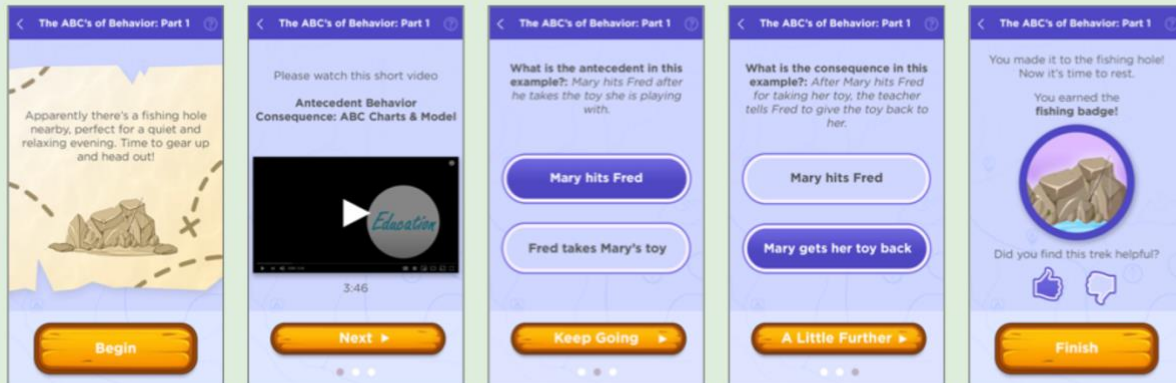 The ABC's of Behavior: Part 1
Apparently there's a fishing hole
nearby, perfect for a quiet and
relaxing evening. Time to gear up
and head out!
Begin
The ABC's of Behavior: Part 1
Please watch this short video
Antecedent Behavior
Consequence: ABC Charts & Model
Education
3:46
Next
The ABC's of Behavior: Part 1
What is the antecedent in this
example?: Mary hits Fred after
he takes the toy she is playing
with.
Mary hits Fred
Fred takes Mary's toy
Keep Going
The ABC's of Behavior: Part 1
What is the consequence in this
example?: After Mary hits Fred
for taking her toy, the teacher
tells Fred to give the toy back to
her.
Mary hits Fred
Mary gets her toy back
A Little Further
The ABC's of Behavior: Part 1
You made it to the fishing hole!
Now it's time to rest.
You earned the
fishing badge!
Did you find this trek helpful?
Finish